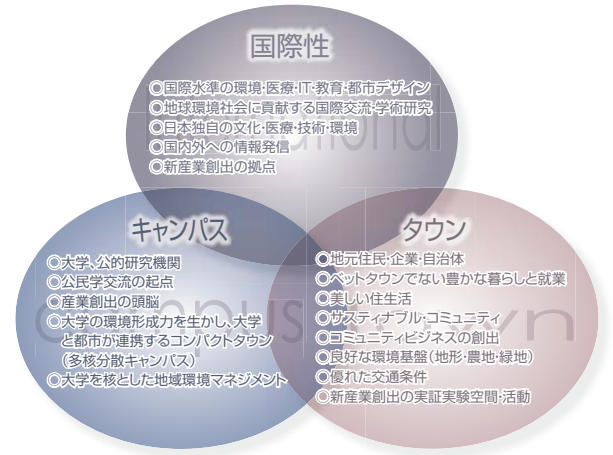 国際性
○国際水準の環境・医療・IT・教育・都市デザイン
○地球環境社会に貢献する国際交流・学術研究
○日本独自の文化・医療・技術・環境
○国内外への情報発信
○新産業創出の拠点
キャンパス
○大学、公的研究機関
○公民学交流の起点
○産業創出の頭脳
○大学の環境形成力を生かし、大学
と都市が連携するコンパクトタウン
（多核分散キャンパス）
○大学を核とした地域環境マネジメント
タウン
○地元住民・企業・自治体
○ベットタウンでない豊かな暮らしと就業
○美しい住生活
○サスティナブル・コミュニティ
○コミュニティビジネスの創出
○良好な環境基盤（地形・農地・緑地）
○優れた交通条件
○新産業創出の実証実験空間・活動